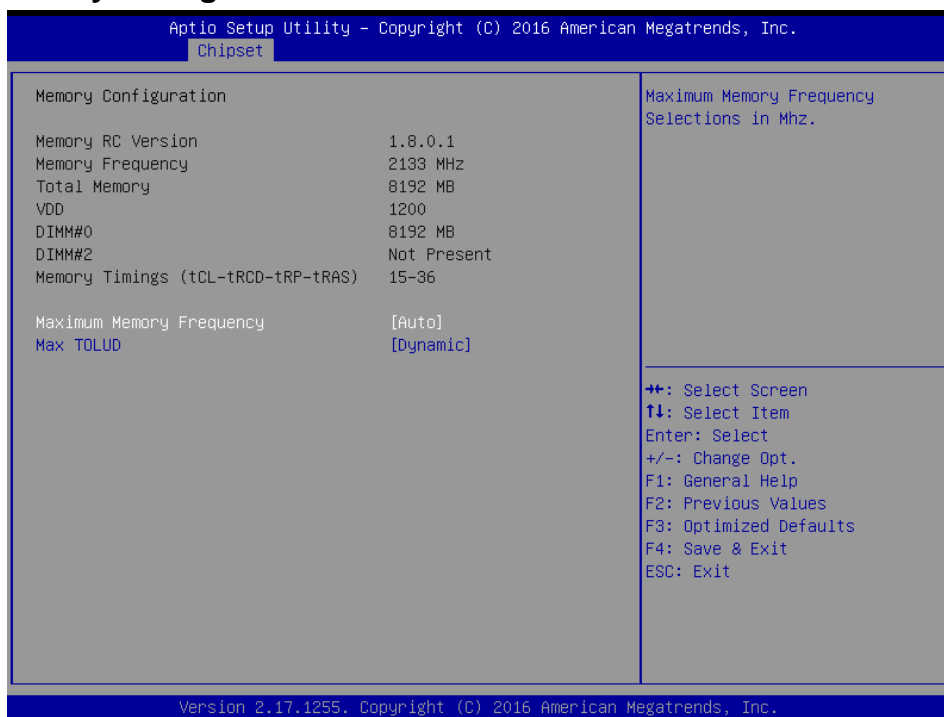 Aptio Setup Utility – Copyright (C) 2016 American Megatrends, Inc.
Chipset
Memory Configuration
Memory RC Version 1.8.0.1
Memory Frequency 2133 MHz
Total Memory 8192 MB
VDD 1200
DIMM#0 8192 MB
DIMM#2 Not Present
Memory Timings (tCL-tRCD-tRP-tRAS) 15-36
Maximum Memory Frequency [Auto]
Max TOLUD [Dynamic]
Maximum Memory Frequency
Selections in Mhz.
→←: Select Screen
↑↓: Select Item
Enter: Select
+/-: Change Opt.
F1: General Help
F2: Previous Values
F3: Optimized Defaults
F4: Save & Exit
ESC: Exit
Version 2.17.1255. Copyright (C) 2016 American Megatrends, Inc.